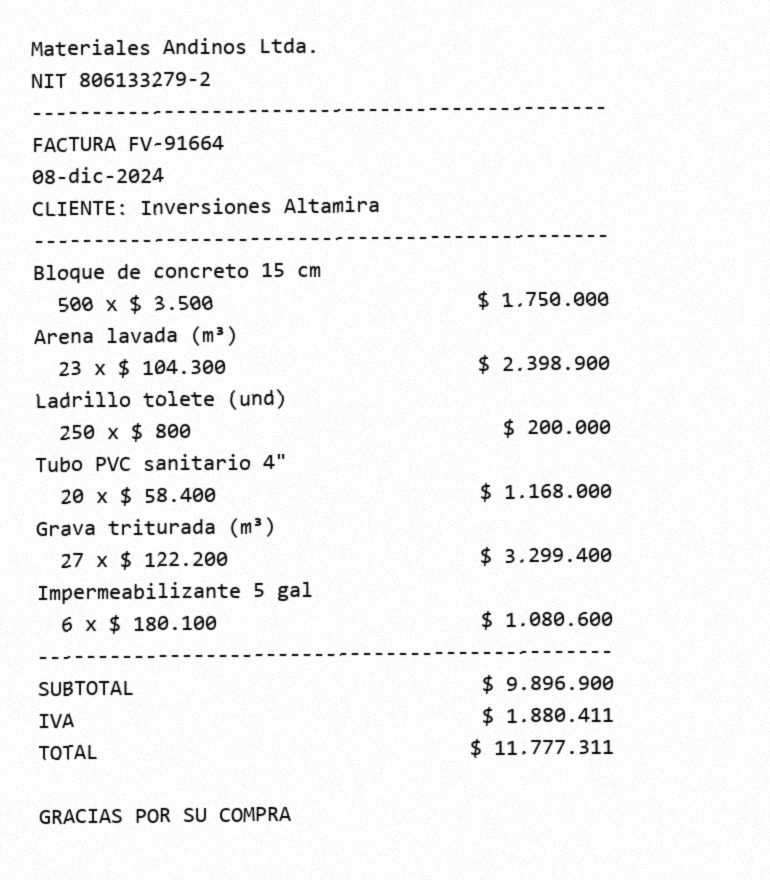 Materiales Andinos Ltda.
NIT 806133279-2
------------------------------------------------
FACTURA FV-91664
08-dic-2024
CLIENTE: Inversiones Altamira
------------------------------------------------
Bloque de concreto 15 cm
500 x $ 3.500 $ 1.750.000
Arena lavada (m³)
23 x $ 104.300 $ 2.398.900
Ladrillo tolete (und)
250 x $ 800 $ 200.000
Tubo PVC sanitario 4"
20 x $ 58.400 $ 1.168.000
Grava triturada (m³)
27 x $ 122.200 $ 3.299.400
Impermeabilizante 5 gal
6 x $ 180.100 $ 1.080.600
------------------------------------------------
SUBTOTAL $ 9.896.900
IVA $ 1.880.411
TOTAL $ 11.777.311
GRACIAS POR SU COMPRA